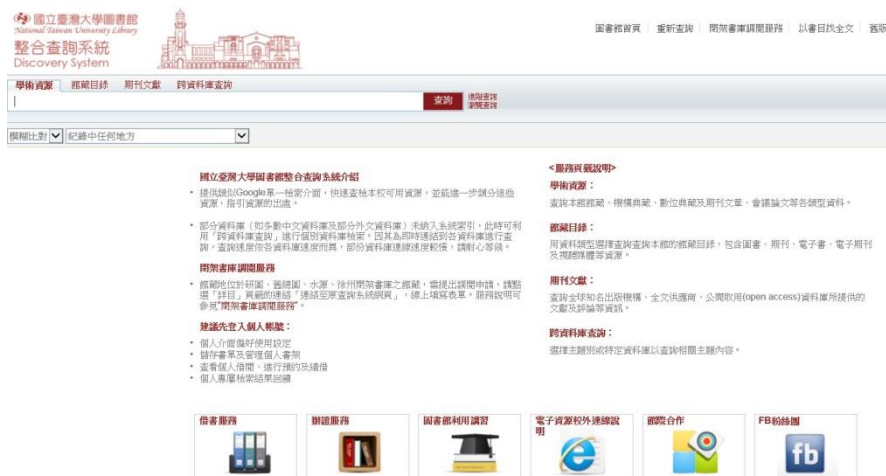 國立臺灣大學圖書館
National Taiwan University Library
整合查詢系統
Discovery System
圖書館首頁 重新查詢 閉架書庫調閱服務 以書目找全文 舊版
學術資源 館藏目錄 期刊文獻 跨資料庫查詢
查詢 進階查詢
瀏覽查詢
模糊比對 紀錄中任何地方
國立臺灣大學圖書館整合查詢系統介紹
• 提供類似Google單一檢索介面，快速查檢本校可用資源，並能進一步類分這些
資源，指引資源的出處。
• 部分資料庫（如多數中文資料庫及部分外文資料庫）未納入系統索引，此時可利
用「跨資料庫查詢」進行個別資料庫檢索。因其為即時連結到各資料庫進行查
詢，查詢速度依各資料庫速度而異，部份資料庫連線速度較慢，請耐心等候。
閉架書庫調閱服務
• 館藏地位於研圖、舊總圖、水源、徐州閉架書庫之館藏，當提出調閱申請，請點
選「詳目」頁籤的連結「連結至原查詢系統網頁」，線上填寫表單。服務說明可
參見"閉架書庫調閱服務"。
建議先登入個人帳號：
• 個人介面偏好使用設定
• 儲存書單及管理個人書架
• 查看個人借閱、進行預約及續借
• 個人專屬檢索結果回饋
<服務頁籤說明>
學術資源：
查詢本館館藏、機構典藏、數位典藏及期刊文章、會議論文等各類型資料。
館藏目錄：
用資料類型選擇查詢查詢本館的館藏目錄，包含圖書、期刊、電子書、電子期刊
及視聽媒體等資源。
期刊文獻：
查詢全球知名出版機構、全文供應商、公開取用(open access)資料庫所提供的
文獻及評論等資訊。
跨資料庫查詢：
選擇主題別或特定資料庫以查詢相關主題內容。
借書服務 辦證服務 圖書館利用講習 電子資源校外連線說
明 館際合作 FB粉絲團
fb